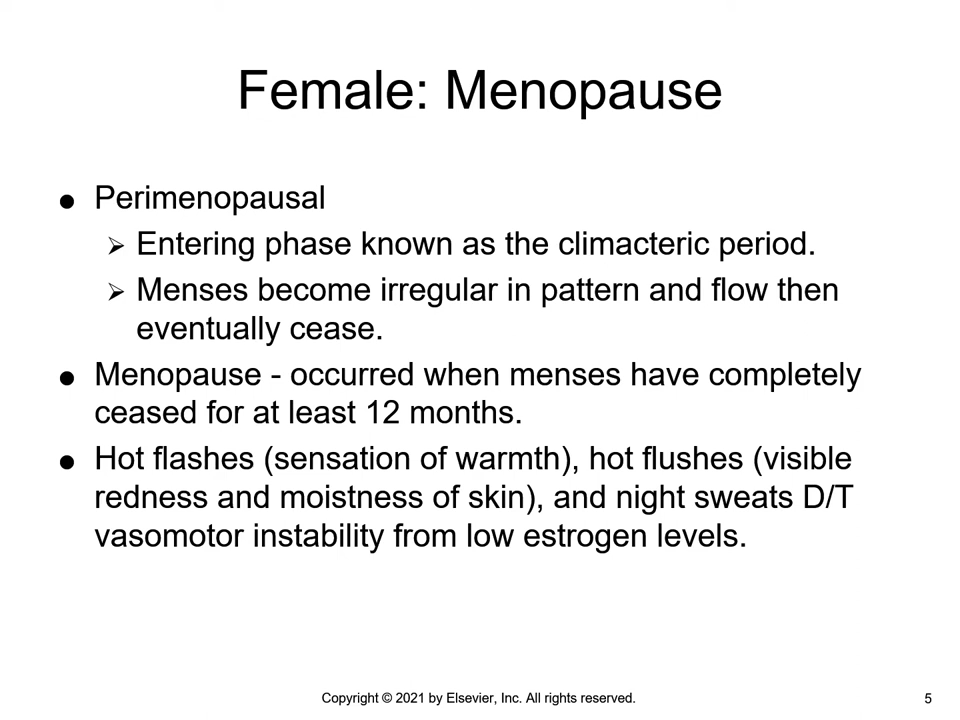 Female: Menopause
● Perimenopausal
➢ Entering phase known as the climacteric period.
➢ Menses become irregular in pattern and flow then
eventually cease.
● Menopause - occurred when menses have completely
ceased for at least 12 months.
● Hot flashes (sensation of warmth), hot flushes (visible
redness and moistness of skin), and night sweats D/T
vasomotor instability from low estrogen levels.
Copyright © 2021 by Elsevier, Inc. All rights reserved.
5